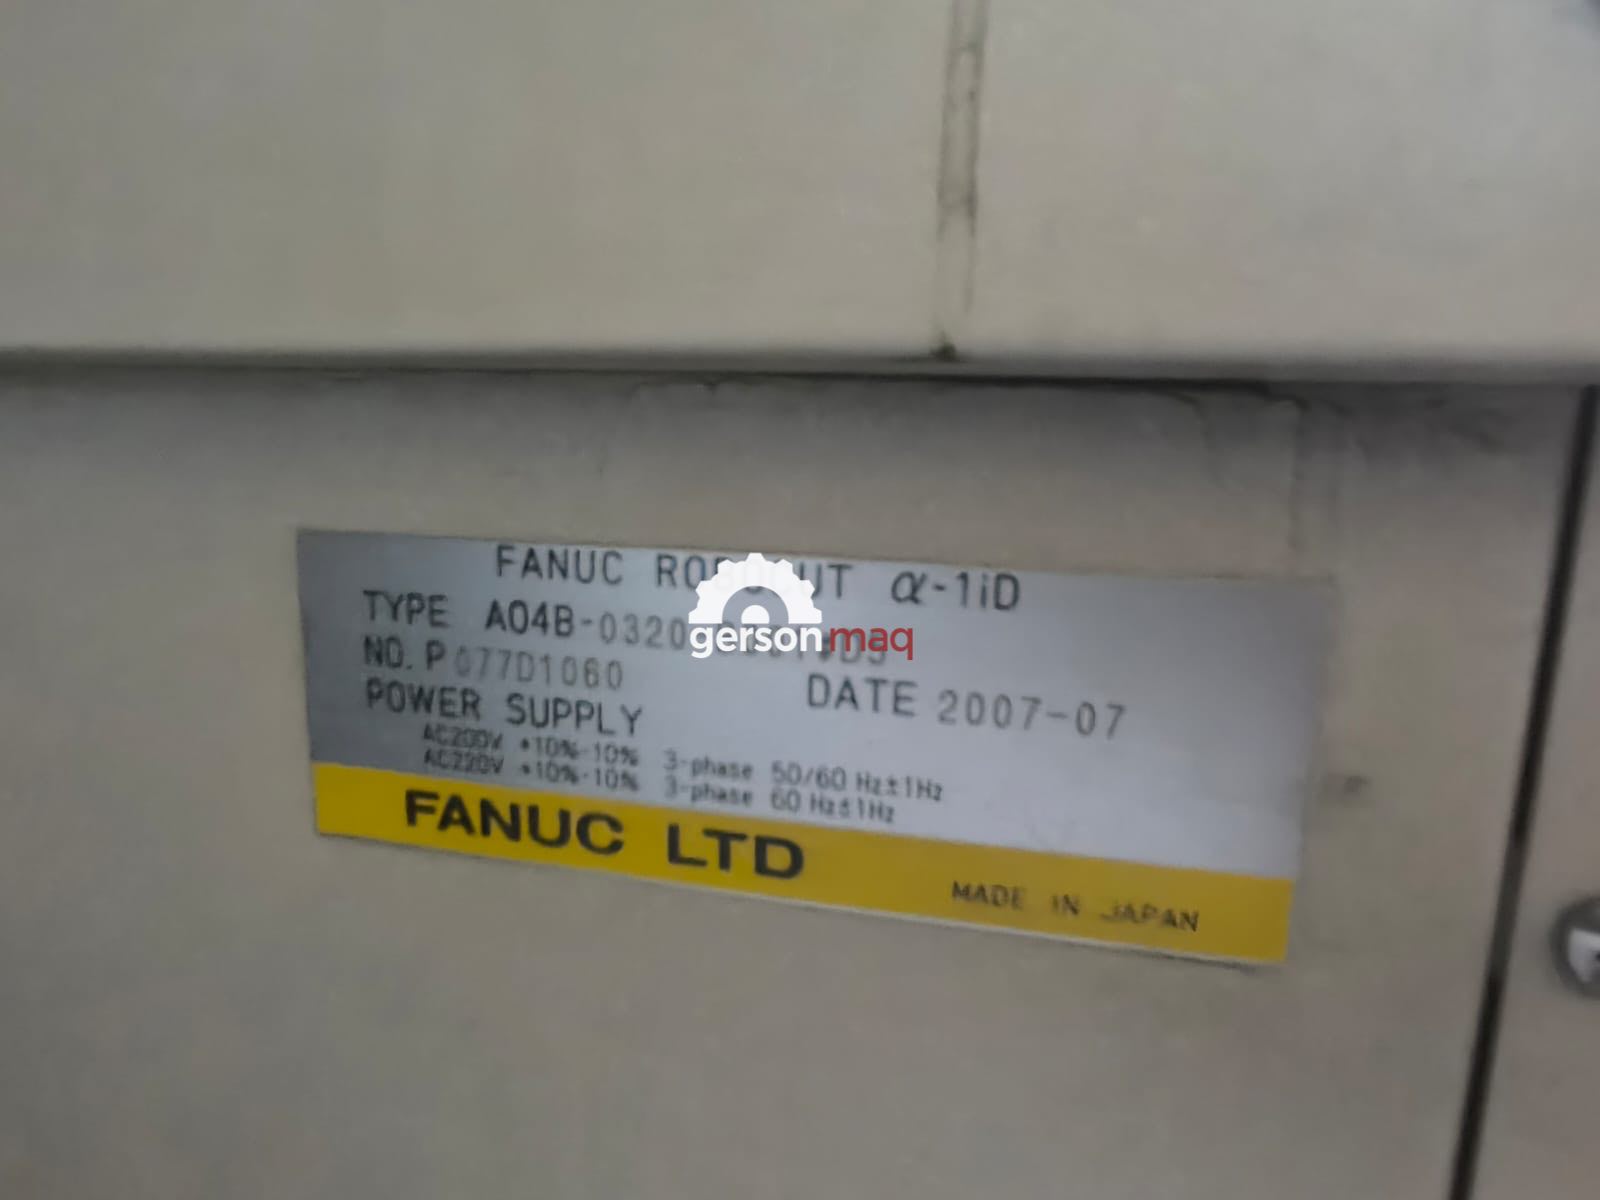 FANUC ROBOCUT α-1iD
TYPE A04B-0320
gersonmaq
NO. P077D1060
DATE 2007-07
POWER SUPPLY
AC200V +10%-10% 3-phase 50/60 Hz±1Hz
AC220V +10%-10% 3-phase 60 Hz±1Hz
FANUC LTD
MADE IN JAPAN